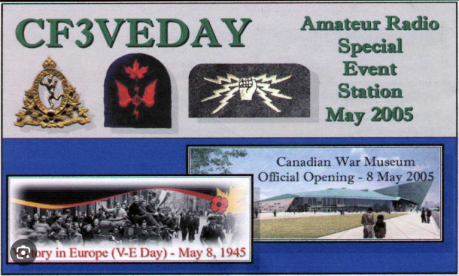 CF3VEDAY
Amateur Radio
Special
Event
Station
May 2005
Canadian War Museum
Official Opening - 8 May 2005
ory in Europe (V-E Day) - May 8, 1945